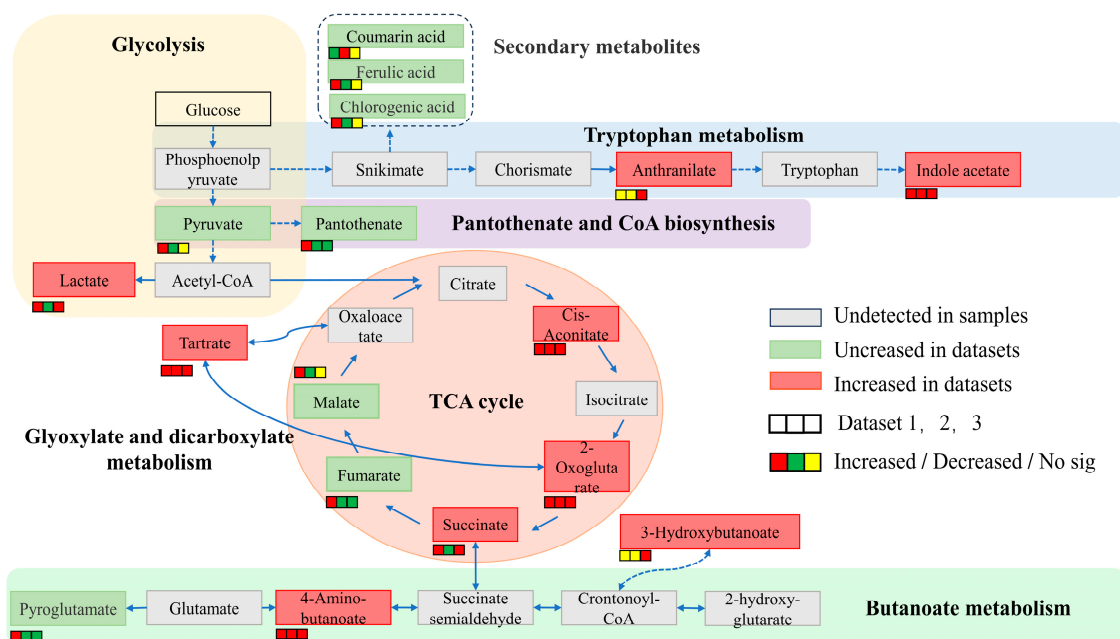 Glycolysis
Coumarin acid
Secondary metabolites
Ferulic acid
Chlorogenic acid
Glucose
Tryptophan metabolism
Phosphoenolp
yruvate
Snikimate
Chorismate
Anthranilate
Tryptophan
Indole acetate
Pyruvate
Pantothenate
Pantothenate and CoA biosynthesis
Lactate
Acetyl-CoA
Citrate
Oxaloace
tate
Cis-
Aconitate
Tartrate
Undetected in samples
Uncreased in datasets
Increased in datasets
Malate
TCA cycle
Isocitrate
Dataset 1, 2, 3
Glyoxylate and dicarboxylate
metabolism
2-
Oxogluta
rate
Increased / Decreased / No sig
Fumarate
Succinate
3-Hydroxybutanoate
Pyroglutamate
Glutamate
4-Amino-
butanoate
Succinate
semialdehyde
Crontonoyl-
CoA
2-hydroxy-
glutarate
Butanoate metabolism